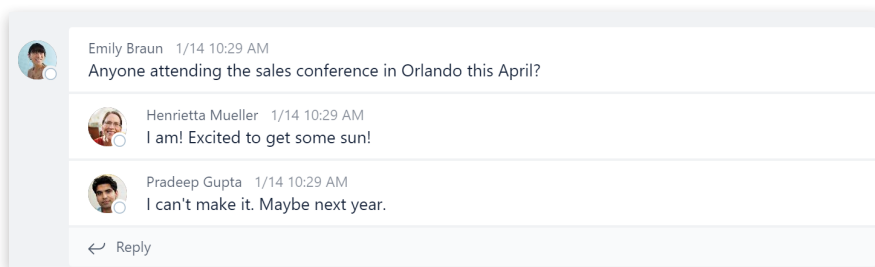 Emily Braun 1/14 10:29 AM
Anyone attending the sales conference in Orlando this April?
Henrietta Mueller 1/14 10:29 AM
I am! Excited to get some sun!
Pradeep Gupta 1/14 10:29 AM
I can't make it. Maybe next year.
Reply